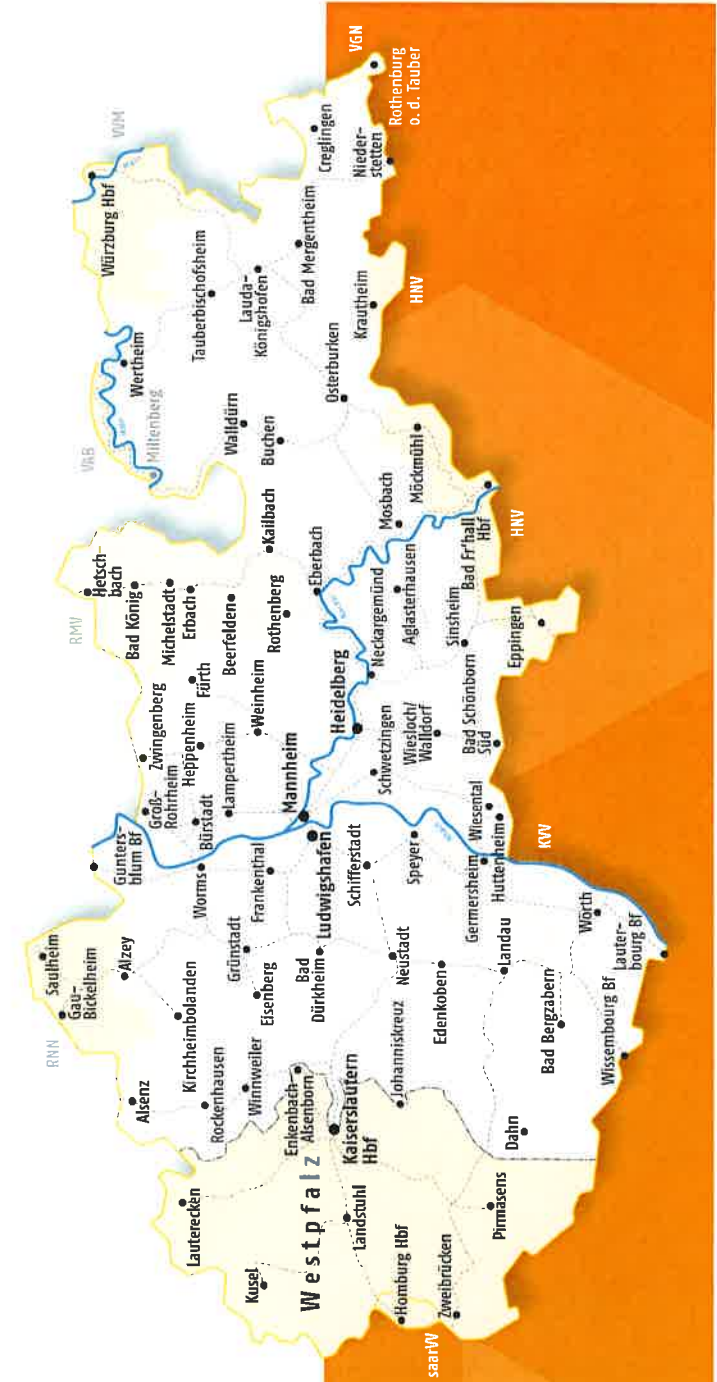 RNN
Saulheim
Gau-
Bickelheim
Alzey
Alsenz
Kirchheimbolanden
Rockenhausen
Winnweiler
Lauterecken
Kusel
Westpfalz
Enkenbach-
Alsenborn
Kaiserslautern
Hbf
Landstuhl
Homburg Hbf
Zweibrücken
saarVV
Pirmasens
Dahn
Johanniskreuz
Grünstadt
Eisenberg
Bad
Dürkheim
Neustadt
Edenkoben
Landau
Bad Bergzabern
Wissembourg Bf
Lauter-
bourg Bf
Wörth
Gunters-
blum Bf
Worms
Frankenthal
Ludwigshafen
Schifferstadt
Speyer
Germersheim
Huttenheim
Wiesental
KVV
RMV
Groß-
Rohrheim
Zwingenberg
Bürstadt
Heppenheim
Lampertheim
Fürth
Weinheim
Mannheim
Heidelberg
Schwetzingen
Wiesloch/
Walldorf
Bad Schönborn
Süd
Hetsch-
bach
Bad König
Michelstadt
Erbach
Beerfelden
Rothenberg
Kailbach
Eberbach
Neckargemünd
Aglasterhausen
Mosbach
Sinsheim
Bad Fr'hall
Hbf
Eppingen
HNV
VAB
Miltenberg
Wertheim
Walldürn
Buchen
Osterburken
Möckmühl
Krautheim
HNV
VVM
Würzburg Hbf
Tauberbischofsheim
Lauda-
Königshofen
Bad Mergentheim
Creglingen
Nieder-
stetten
Rothenburg
o. d. Tauber
VGN